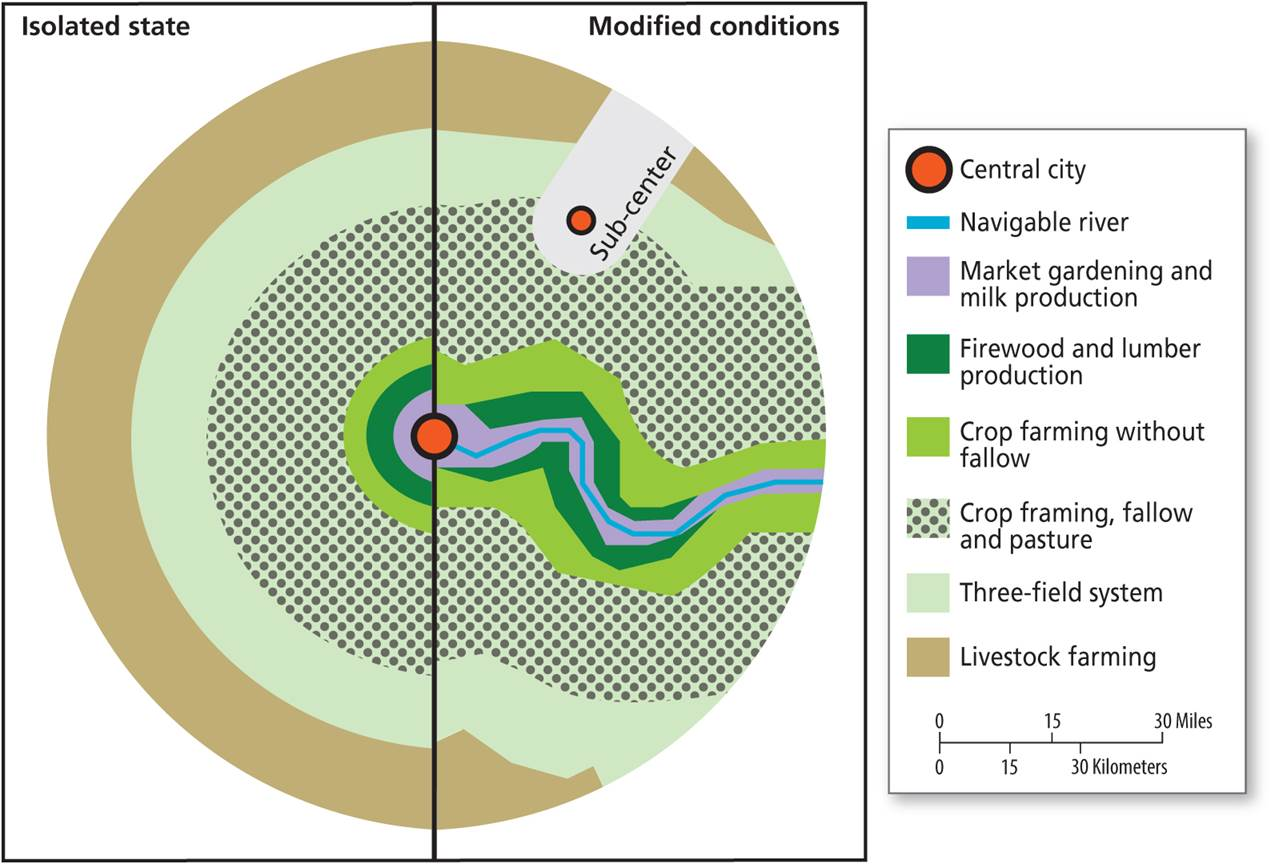 Isolated state
Modified conditions
Sub-center
Central city
Navigable river
Market gardening and
milk production
Firewood and lumber
production
Crop farming without
fallow
Crop framing, fallow
and pasture
Three-field system
Livestock farming
0 15 30 Miles
0 15 30 Kilometers